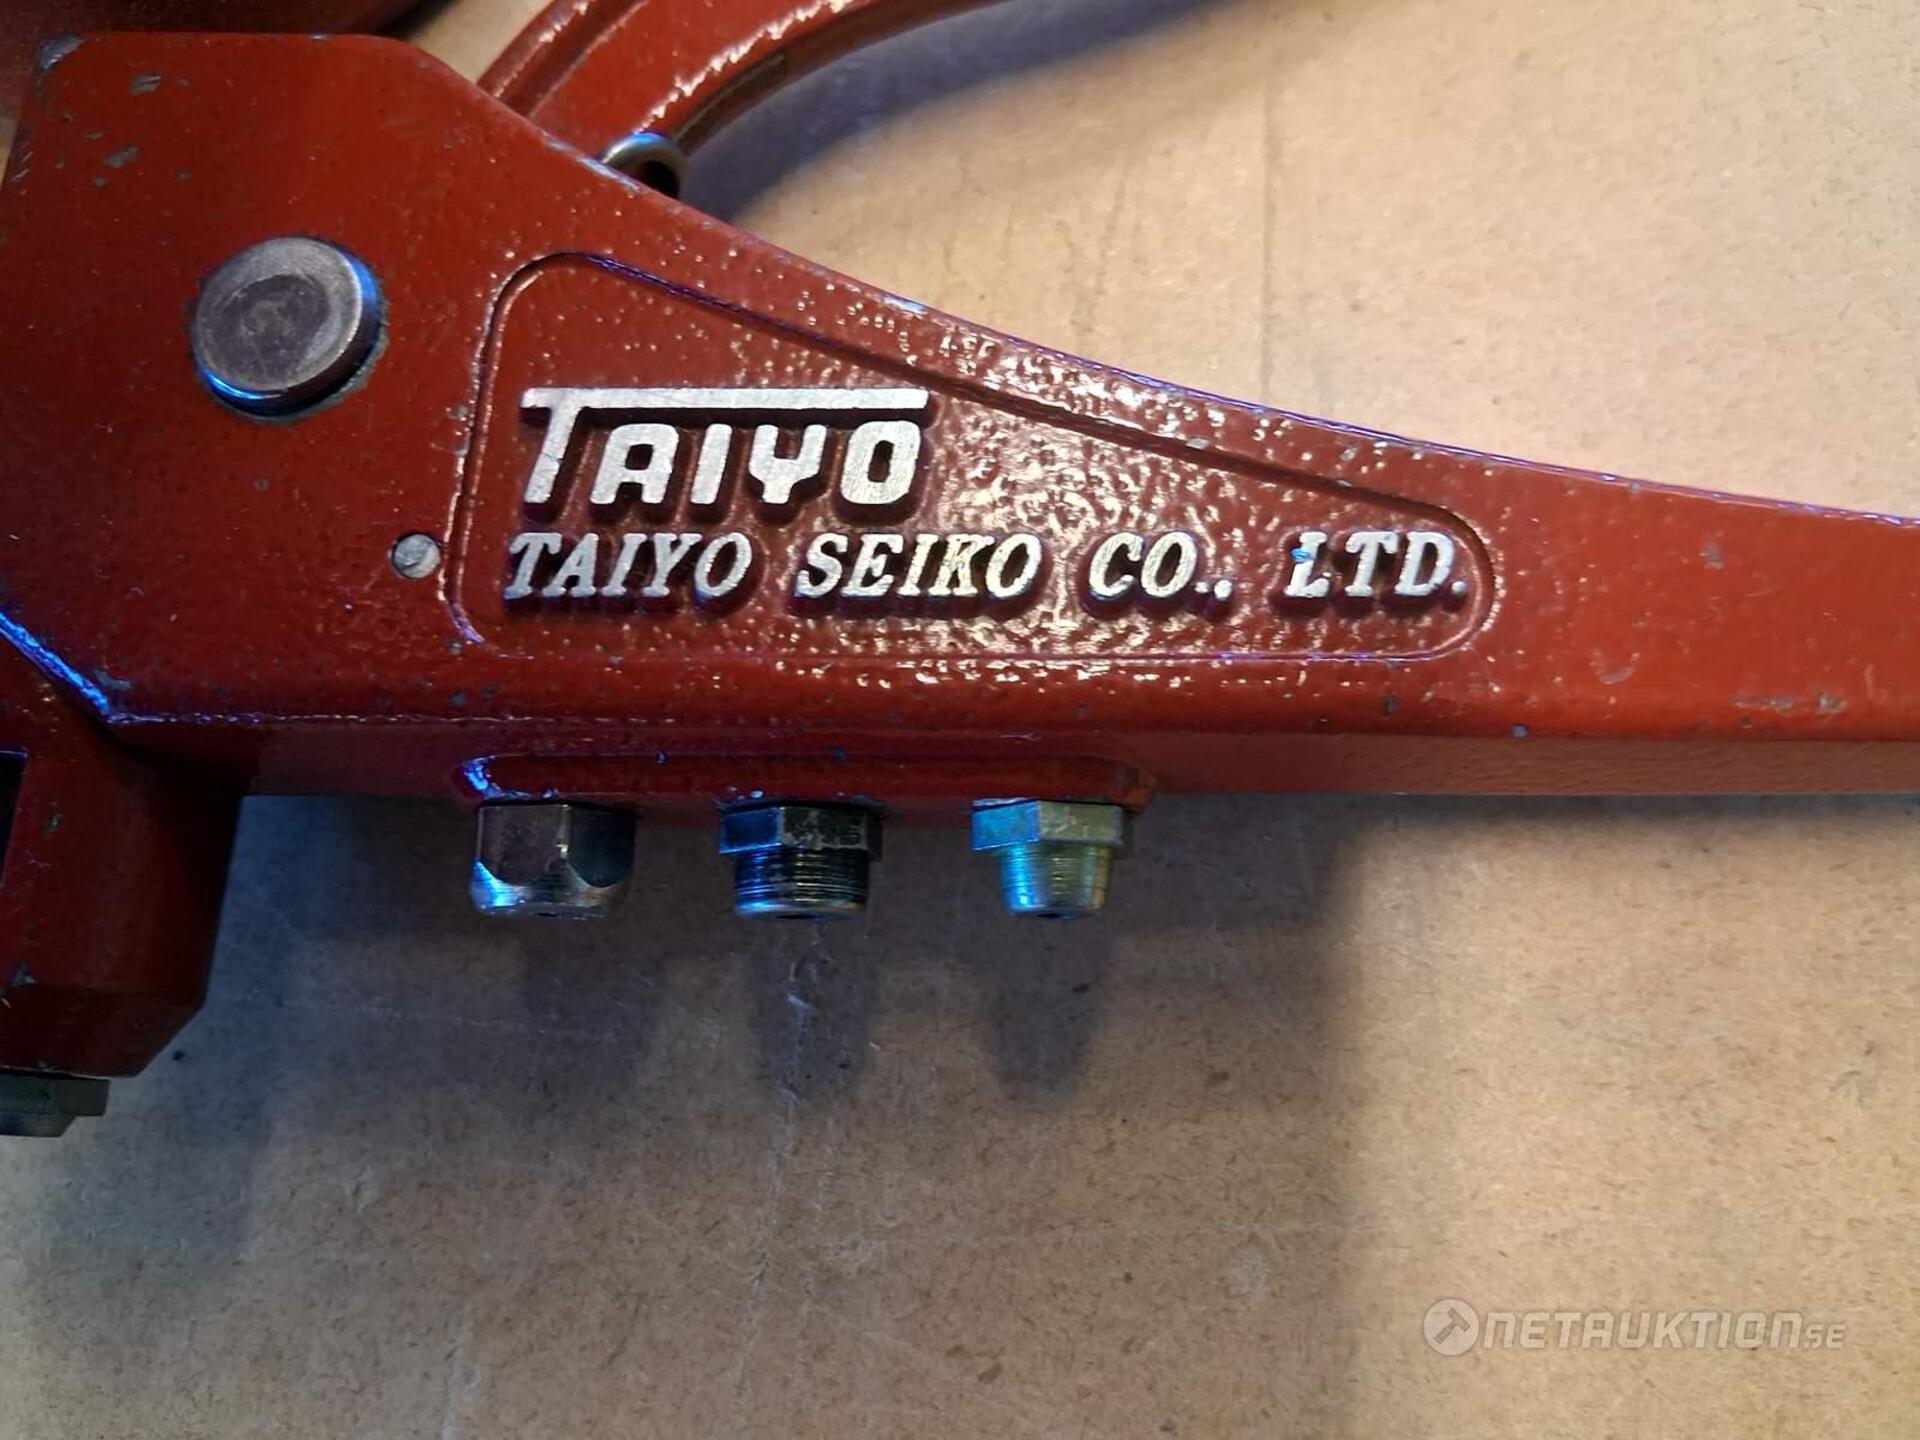 TAIYO
TAIYO SEIKO CO., LTD.
NETAUKTION.SE